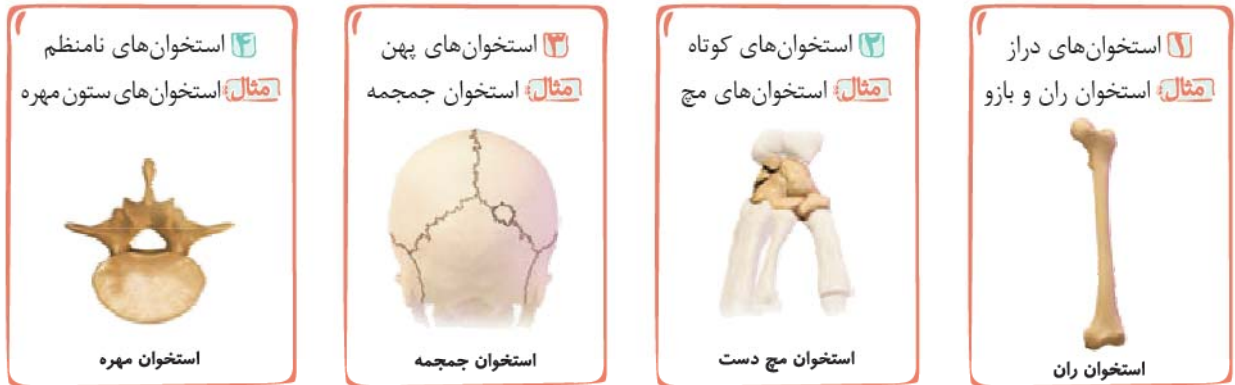 ۱ استخوان‌های دراز
مثال: استخوان ران و بازو
استخوان ران
۲ استخوان‌های کوتاه
مثال: استخوان‌های مچ
استخوان مچ دست
۳ استخوان‌های پهن
مثال: استخوان جمجمه
استخوان جمجمه
۴ استخوان‌های نامنظم
مثال: استخوان‌های ستون مهره
استخوان مهره